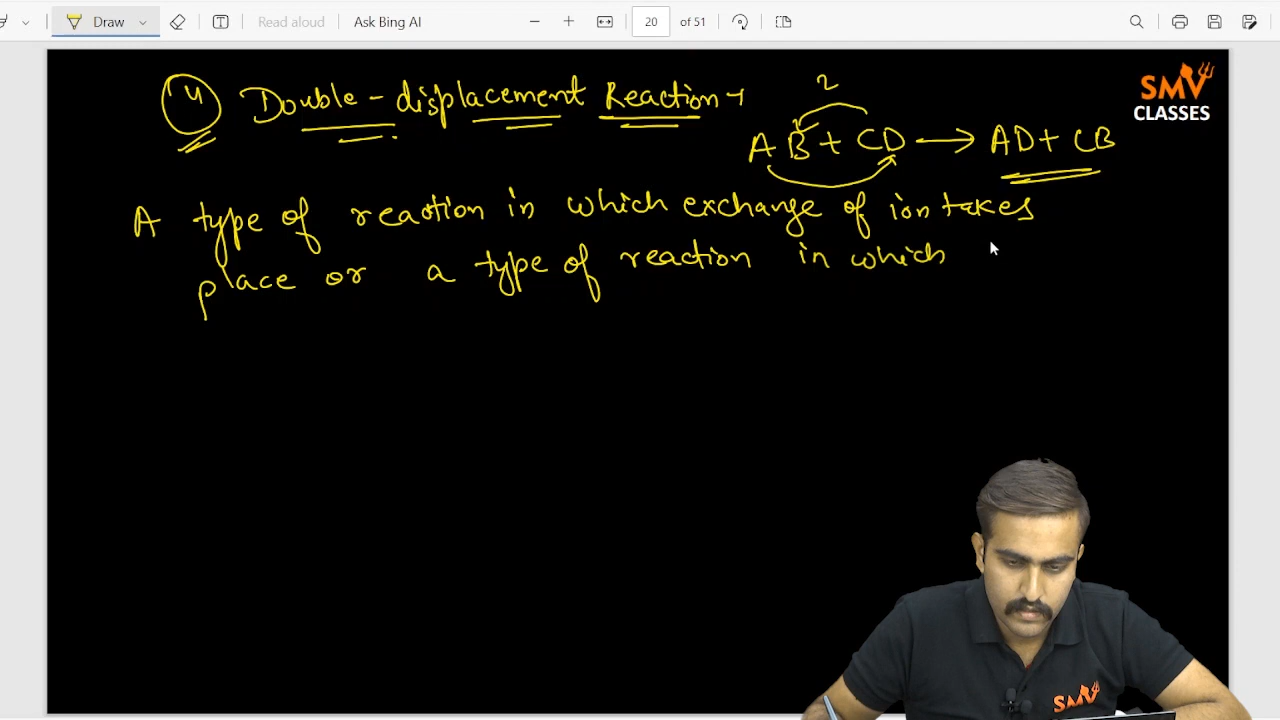 Draw
Read aloud
Ask Bing AI
20 of 51
4 Double-displacement Reaction-
2
AB + CD → AD + CB
SMV
CLASSES
A type of reaction in which exchange of ion takes
place or a type of reaction in which
SMV